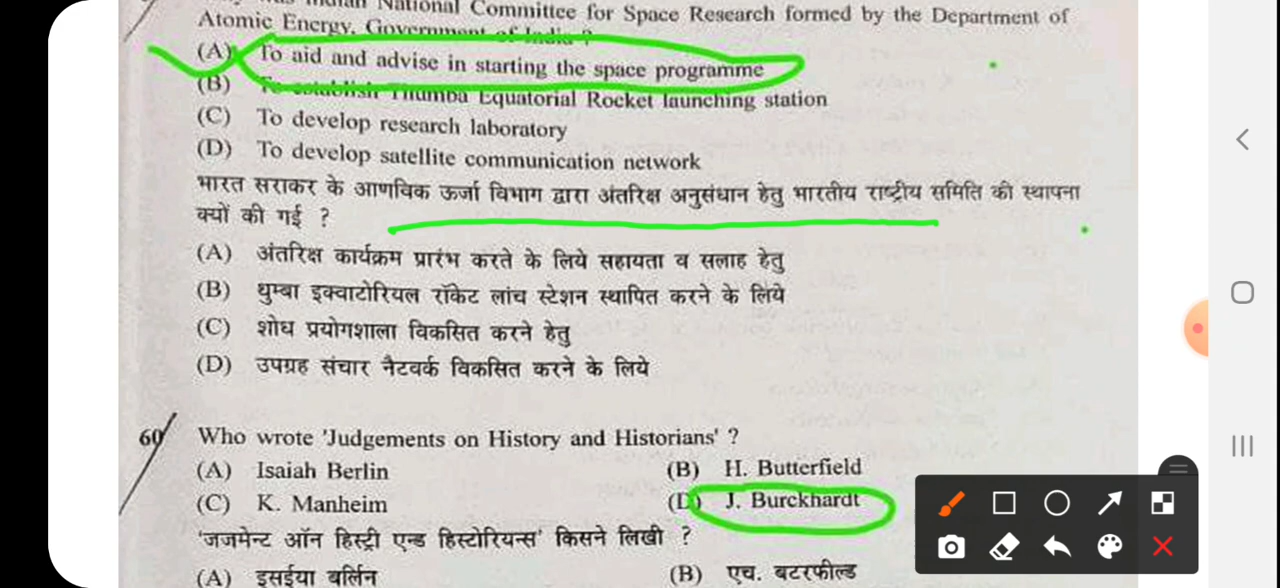 Indian National Committee for Space Research formed by the Department of
Atomic Energy, Government of India ?
(A) To aid and advise in starting the space programme
(B) To establish Thumba Equatorial Rocket launching station
(C) To develop research laboratory
(D) To develop satellite communication network
भारत सराकर के आणविक ऊर्जा विभाग द्वारा अंतरिक्ष अनुसंधान हेतु भारतीय राष्ट्रीय समिति की स्थापना
क्यों की गई ?
(A) अंतरिक्ष कार्यक्रम प्रारंभ करते के लिये सहायता व सलाह हेतु
(B) थुम्बा इक्वाटोरियल रॉकेट लांच स्टेशन स्थापित करने के लिये
(C) शोध प्रयोगशाला विकसित करने हेतु
(D) उपग्रह संचार नैटवर्क विकसित करने के लिये
60 Who wrote 'Judgements on History and Historians' ?
(A) Isaiah Berlin (B) H. Butterfield
(C) K. Manheim (D) J. Burckhardt
'जजमेन्ट ऑन हिस्ट्री एन्ड हिस्टोरियन्स' किसने लिखी ?
(A) इसईया बर्लिन (B) एच. बटरफील्ड